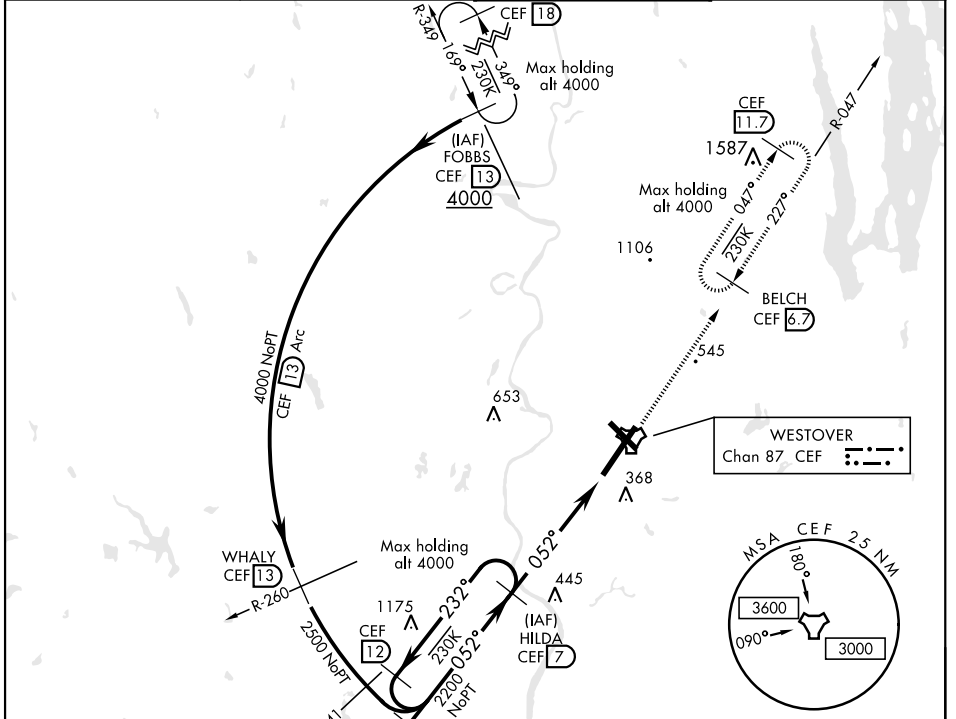 CEF 18
R-349
169°
349°
230K
Max holding
alt 4000
(IAF)
FOBBS
CEF 13
4000
CEF
11.7
R-047
1587
Max holding
alt 4000
047°
227°
230K
1106
BELCH
CEF 6.7
545
4000 NoPT
CEF 13 Arc
653
WESTOVER
Chan 87 CEF
368
052°
WHALY
CEF 13
R-260
Max holding
alt 4000
232°
445
1175
230K
052°
(IAF)
HILDA
CEF 7
CEF
12
2500 NoPT
2200
NoPT
41
MSA CEF 25 NM
180°
3600
090°
3000